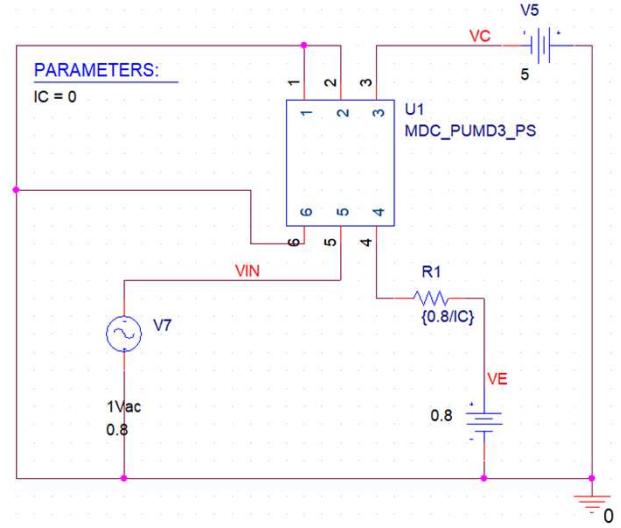 V5
VC
5
PARAMETERS:
IC = 0
1
2
3
U1
MDC_PUMD3_PS
1
2
3
6
5
4
6
5
4
VIN
R1
{0.8/IC}
V7
VE
1Vac
0.8
0.8
0